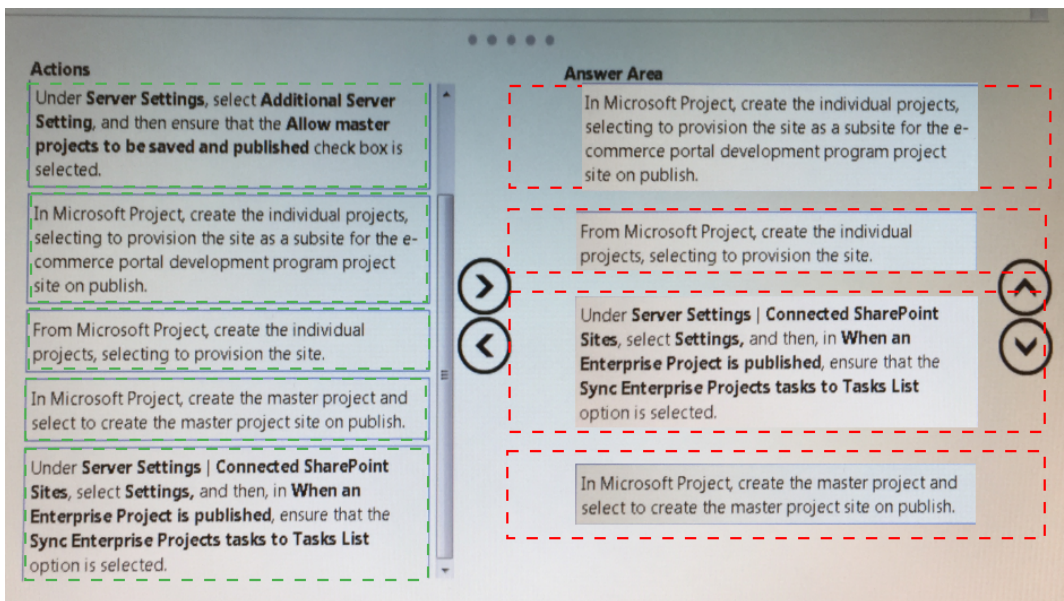 Actions
Under Server Settings, select Additional Server
Setting, and then ensure that the Allow master
projects to be saved and published check box is
selected.
In Microsoft Project, create the individual projects,
selecting to provision the site as a subsite for the e-
commerce portal development program project
site on publish.
From Microsoft Project, create the individual
projects, selecting to provision the site.
In Microsoft Project, create the master project and
select to create the master project site on publish.
Under Server Settings | Connected SharePoint
Sites, select Settings, and then, in When an
Enterprise Project is published, ensure that the
Sync Enterprise Projects tasks to Tasks List
option is selected.
Answer Area
In Microsoft Project, create the individual projects,
selecting to provision the site as a subsite for the e-
commerce portal development program project
site on publish.
From Microsoft Project, create the individual
projects, selecting to provision the site.
Under Server Settings | Connected SharePoint
Sites, select Settings, and then, in When an
Enterprise Project is published, ensure that the
Sync Enterprise Projects tasks to Tasks List
option is selected.
In Microsoft Project, create the master project and
select to create the master project site on publish.